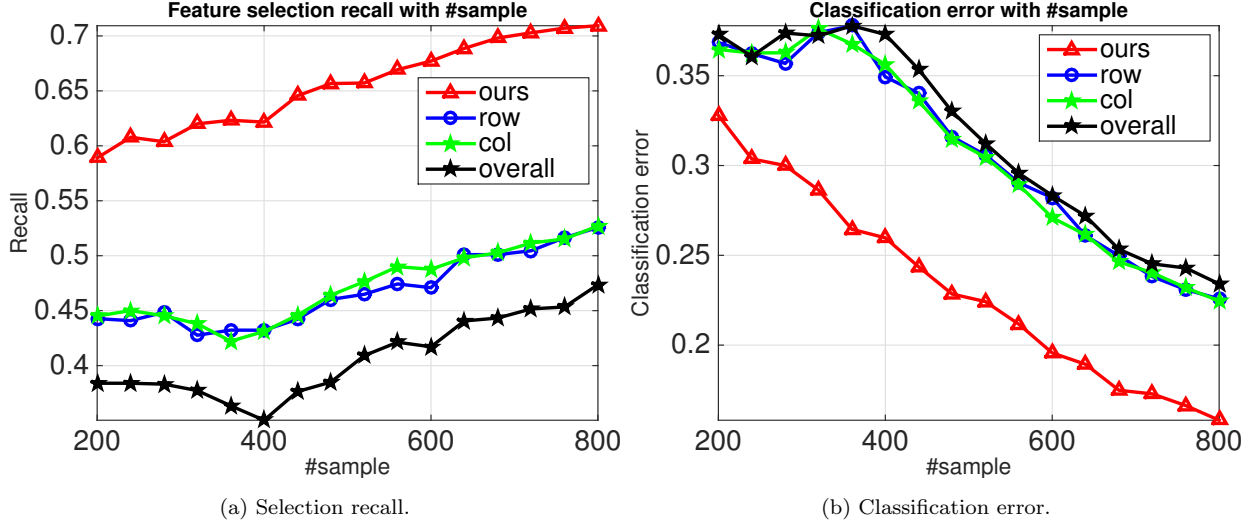 Feature selection recall with #sample
0.7
0.65
0.6
0.55
0.5
0.45
0.4
Recall
ours
row
col
overall
200
400
600
800
#sample
(a) Selection recall.
Classification error with #sample
0.35
0.3
0.25
0.2
Classification error
ours
row
col
overall
200
400
600
800
#sample
(b) Classification error.